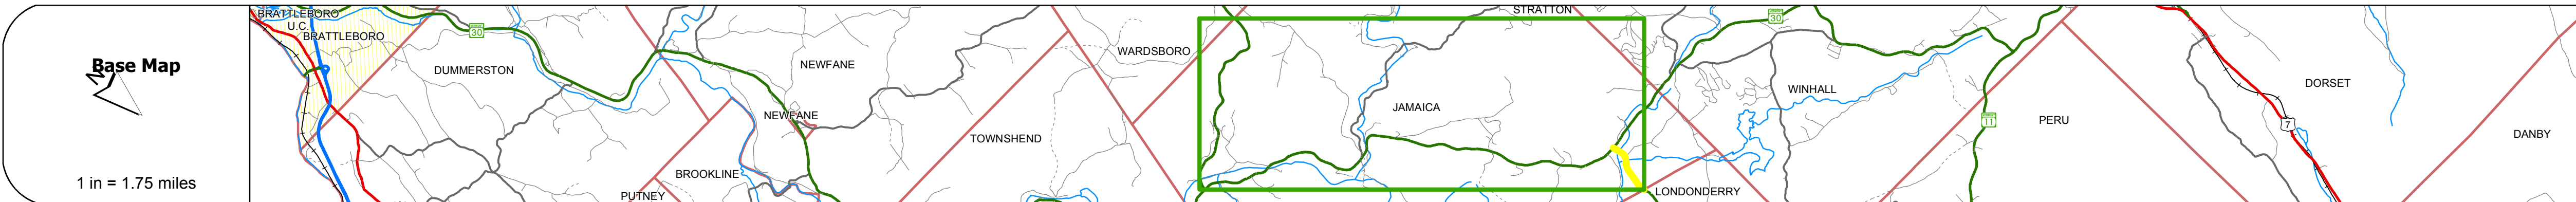 Base Map
N
1 in = 1.75 miles
BRATTLEBORO
U.C.
BRATTLEBORO
30
DUMMERSTON
NEWFANE
NEWFANE
BROOKLINE
PUTNEY
TOWNSHEND
WARDSBORO
STRATTON
JAMAICA
30
WINHALL
LONDONDERRY
11
PERU
7
DORSET
DANBY